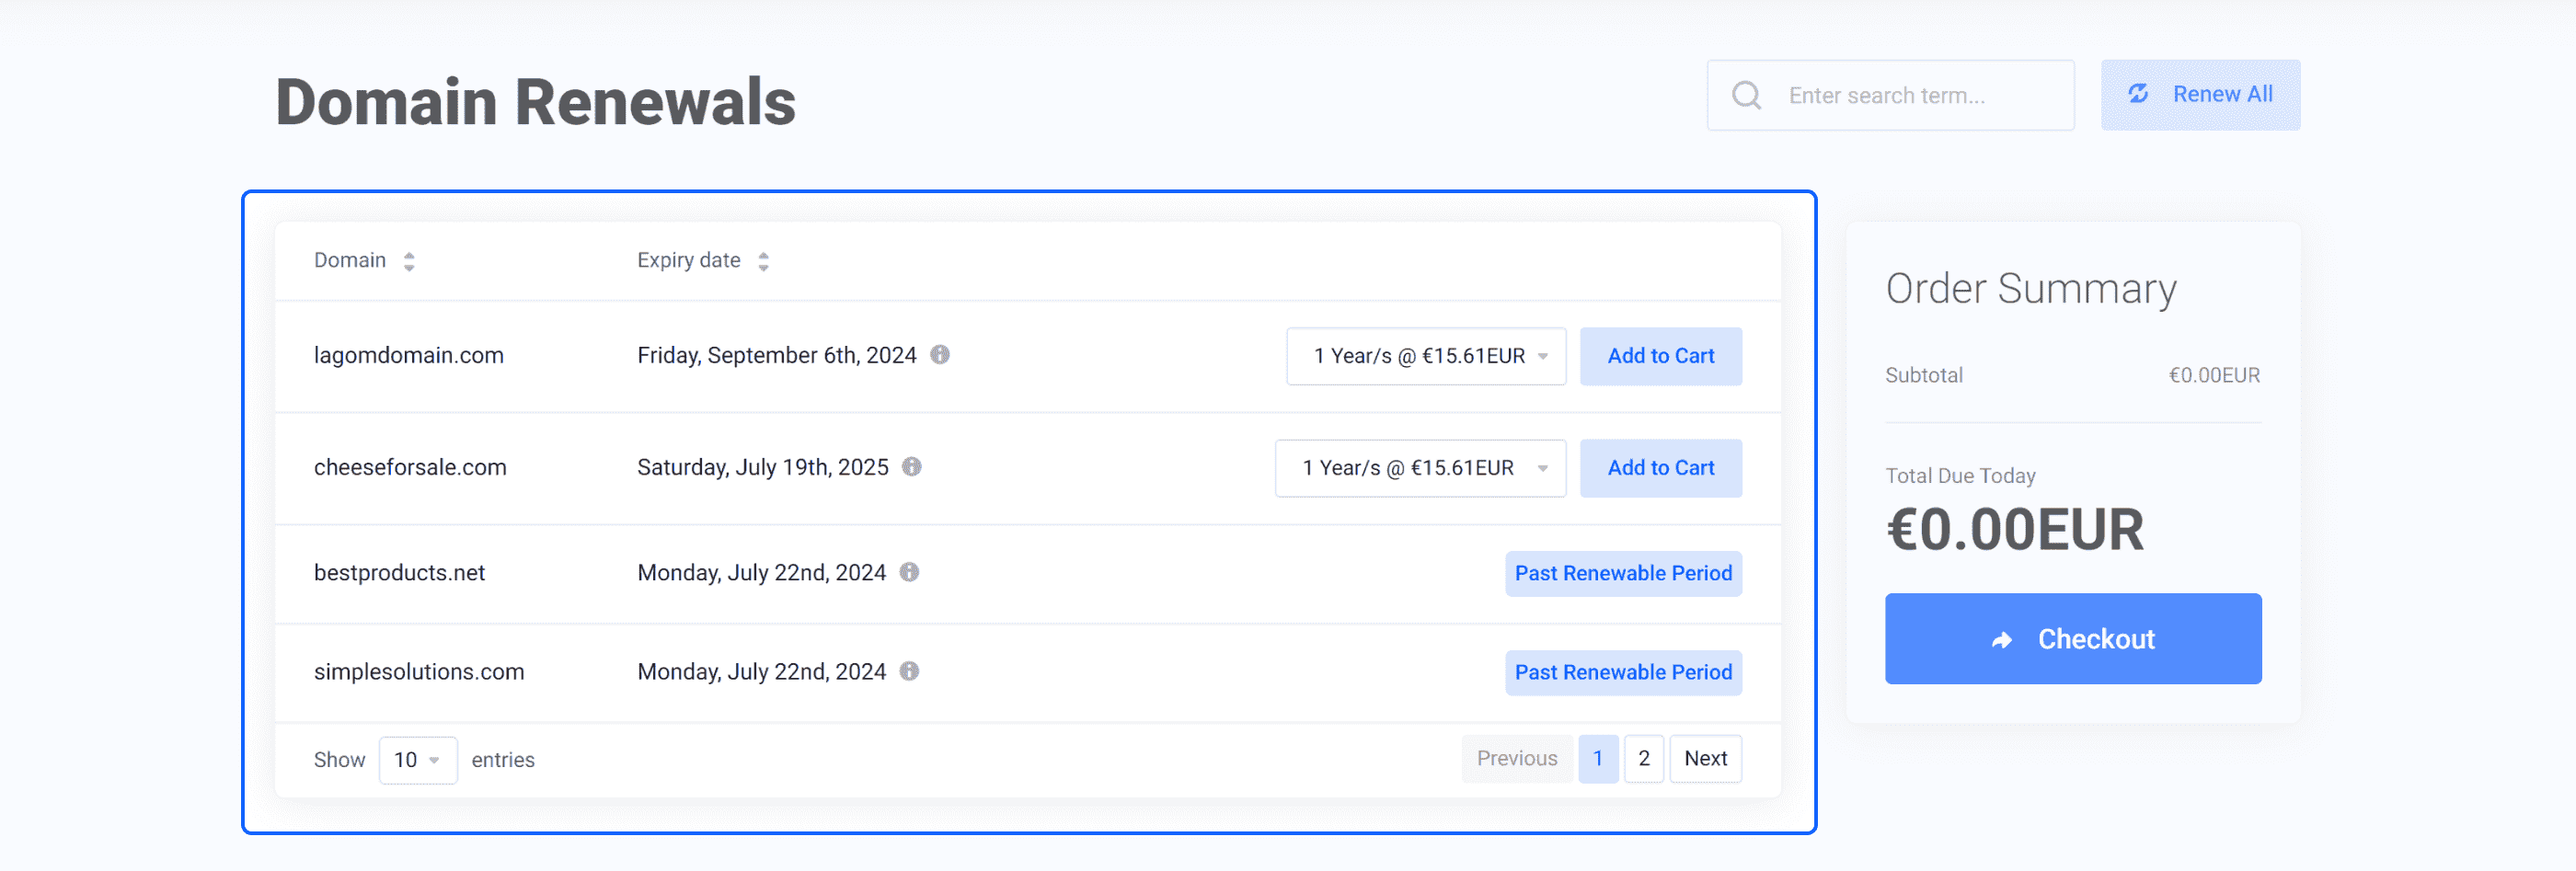 Domain Renewals
Enter search term...
Renew All
Domain Expiry date
lagomdomain.com Friday, September 6th, 2024 1 Year/s @ €15.61EUR Add to Cart
cheeseforsale.com Saturday, July 19th, 2025 1 Year/s @ €15.61EUR Add to Cart
bestproducts.net Monday, July 22nd, 2024 Past Renewable Period
simplesolutions.com Monday, July 22nd, 2024 Past Renewable Period
Show 10 entries Previous 1 2 Next
Order Summary
Subtotal €0.00EUR
Total Due Today
€0.00EUR
Checkout